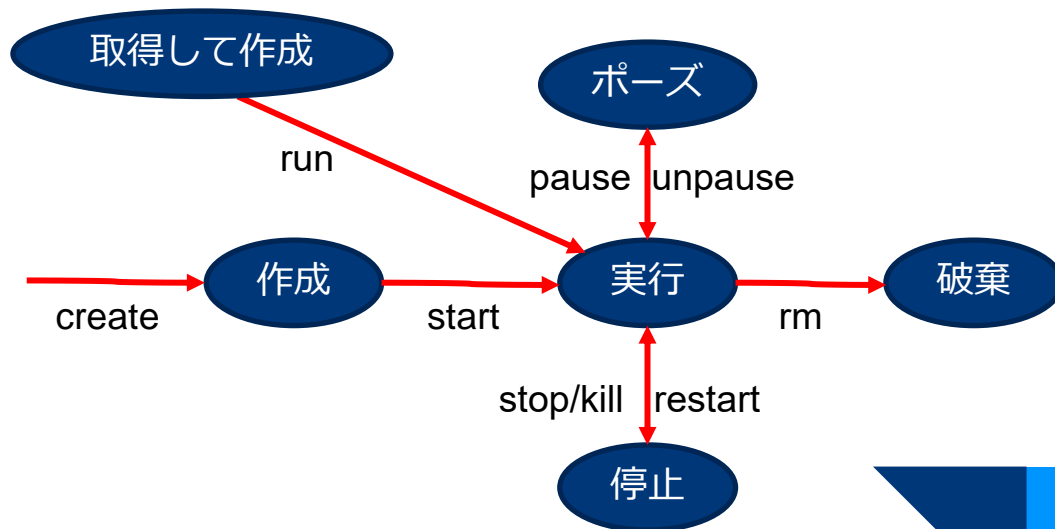 取得して作成
ポーズ
run
pause unpause
作成
実行
破棄
create
start
rm
stop/kill restart
停止